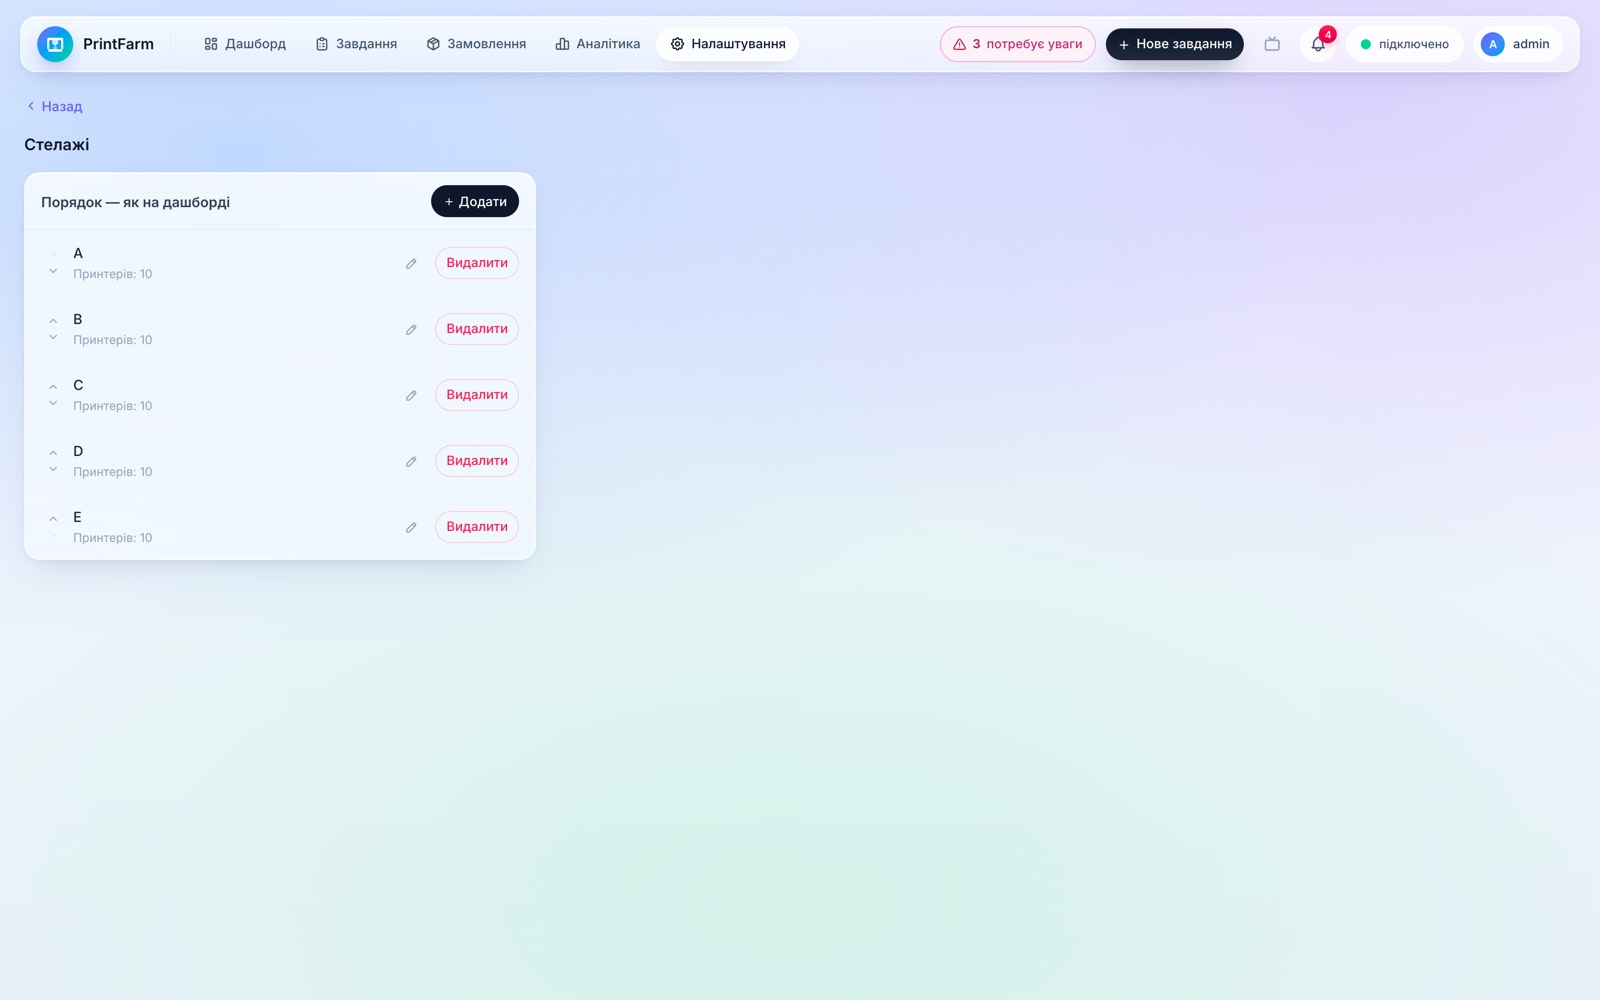 PrintFarm
Дашборд
Завдання
Замовлення
Аналітика
Налаштування
3 потребує уваги
+ Нове завдання
4
підключено
A admin
Назад
Стелажі
Порядок — як на дашборді
+ Додати
A
Принтерів: 10
Видалити
B
Принтерів: 10
Видалити
C
Принтерів: 10
Видалити
D
Принтерів: 10
Видалити
E
Принтерів: 10
Видалити